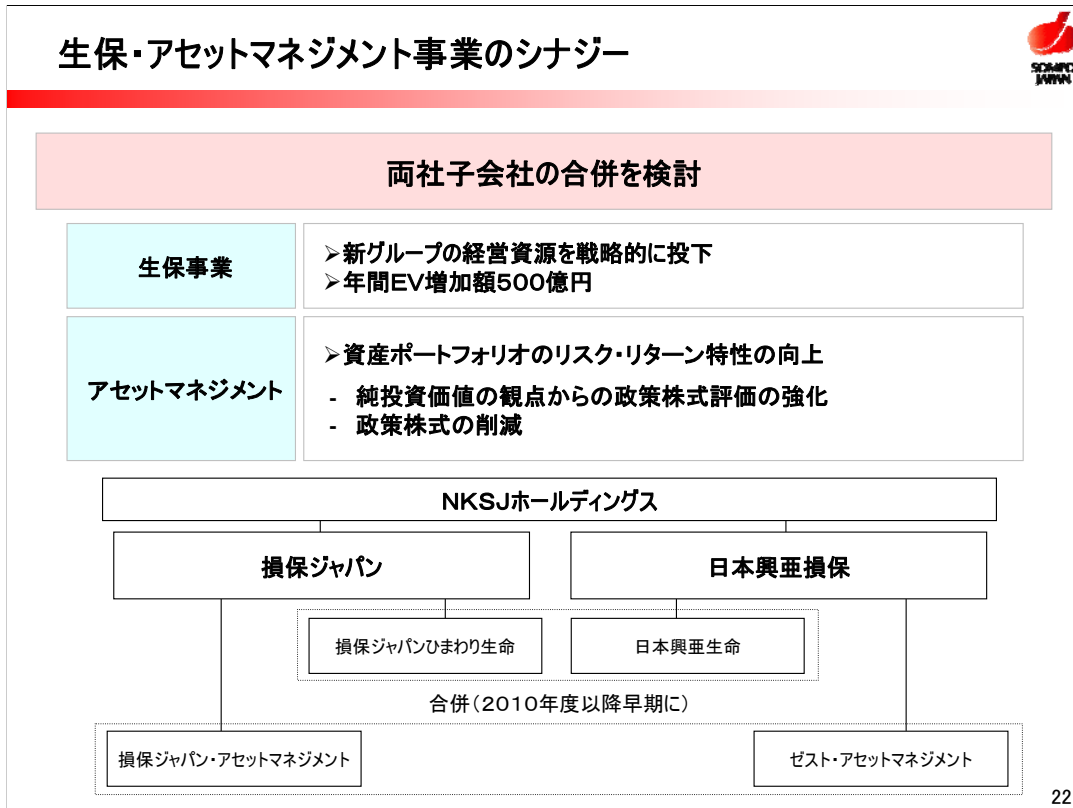 生保・アセットマネジメント事業のシナジー
SOMPO
JAPAN
両社子会社の合併を検討
生保事業
➢新グループの経営資源を戦略的に投下
➢年間EV増加額500億円
アセットマネジメント
➢資産ポートフォリオのリスク・リターン特性の向上
- 純投資価値の観点からの政策株式評価の強化
- 政策株式の削減
NKSJホールディングス
損保ジャパン
日本興亜損保
損保ジャパンひまわり生命
日本興亜生命
合併(2010年度以降早期に)
損保ジャパン・アセットマネジメント
ゼスト・アセットマネジメント
22